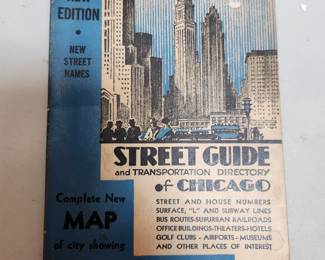 NEW
EDITION
•
NEW
STREET
NAMES
STREET GUIDE
and TRANSPORTATION DIRECTORY
of CHICAGO
STREET AND HOUSE NUMBERS
SURFACE, "L" AND SUBWAY LINES
BUS ROUTES-SUBURBAN RAILROADS
OFFICE BUILDINGS-THEATERS-HOTELS
GOLF CLUBS - AIRPORTS - MUSEUMS
AND OTHER PLACES OF INTEREST
Complete New
MAP
of city showing